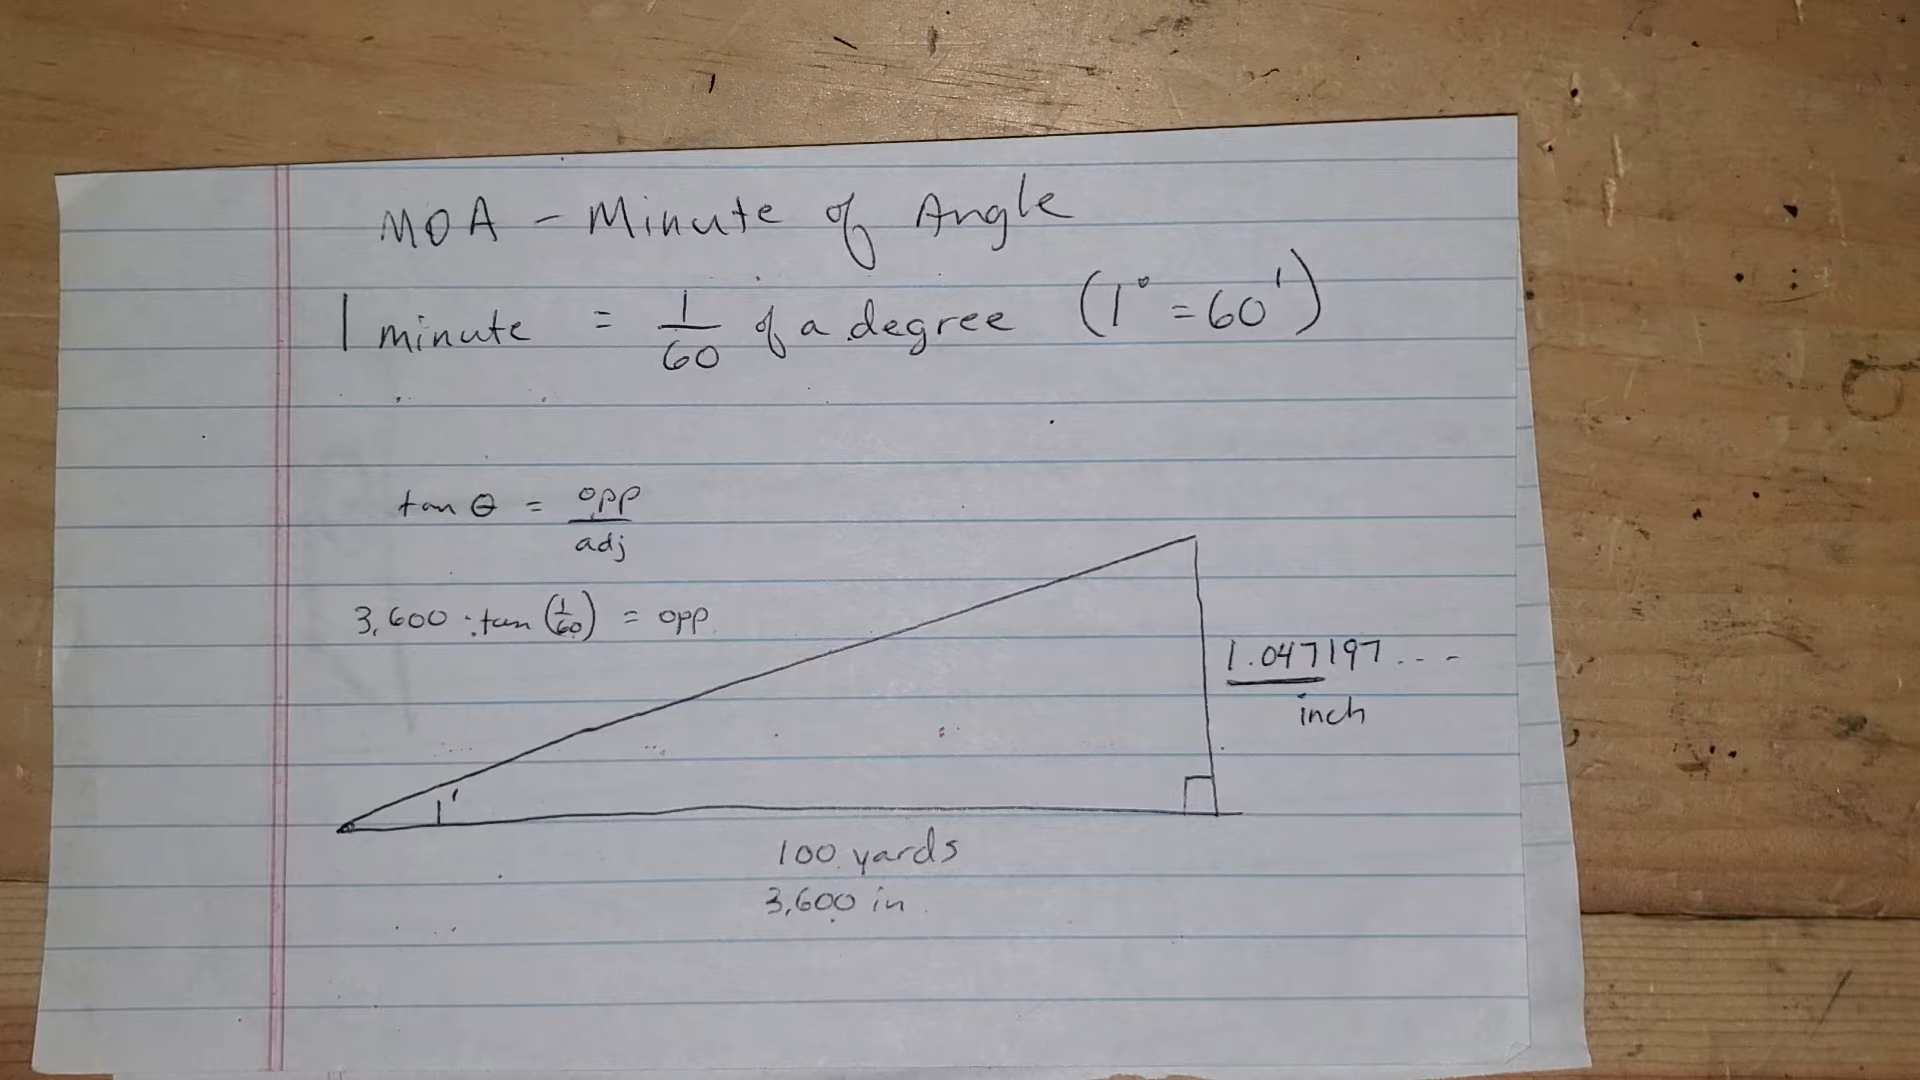 MOA - Minute of Angle
1 minute = 1/60 of a degree (1° = 60')
tan θ = opp/adj
3,600 · tan (1/60) = opp
1.047197....
inch
1'
100 yards
3,600 in